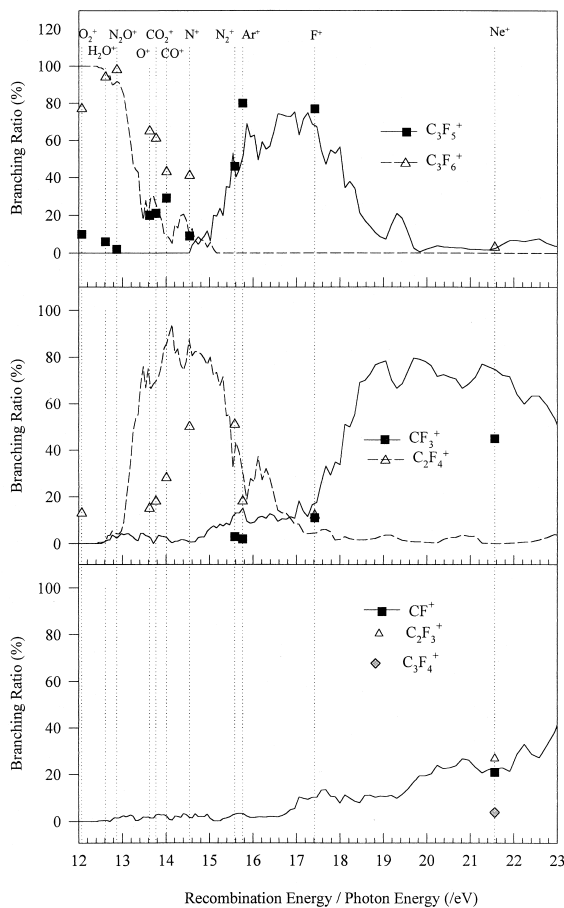 O₂⁺ CO₂⁺ N⁺ N₂⁺ Ar⁺ F⁺ Ne⁺
H₂O⁺ N₂O⁺ O⁺ CO⁺
120
100
80
60
40
20
0
Branching Ratio (%)
C₃F₅⁺
C₃F₆⁺
100
80
60
40
20
0
Branching Ratio (%)
CF₃⁺
C₂F₄⁺
100
80
60
40
20
0
Branching Ratio (%)
CF⁺
C₂F₃⁺
C₃F₄⁺
12 13 14 15 16 17 18 19 20 21 22 23
Recombination Energy / Photon Energy (/eV)